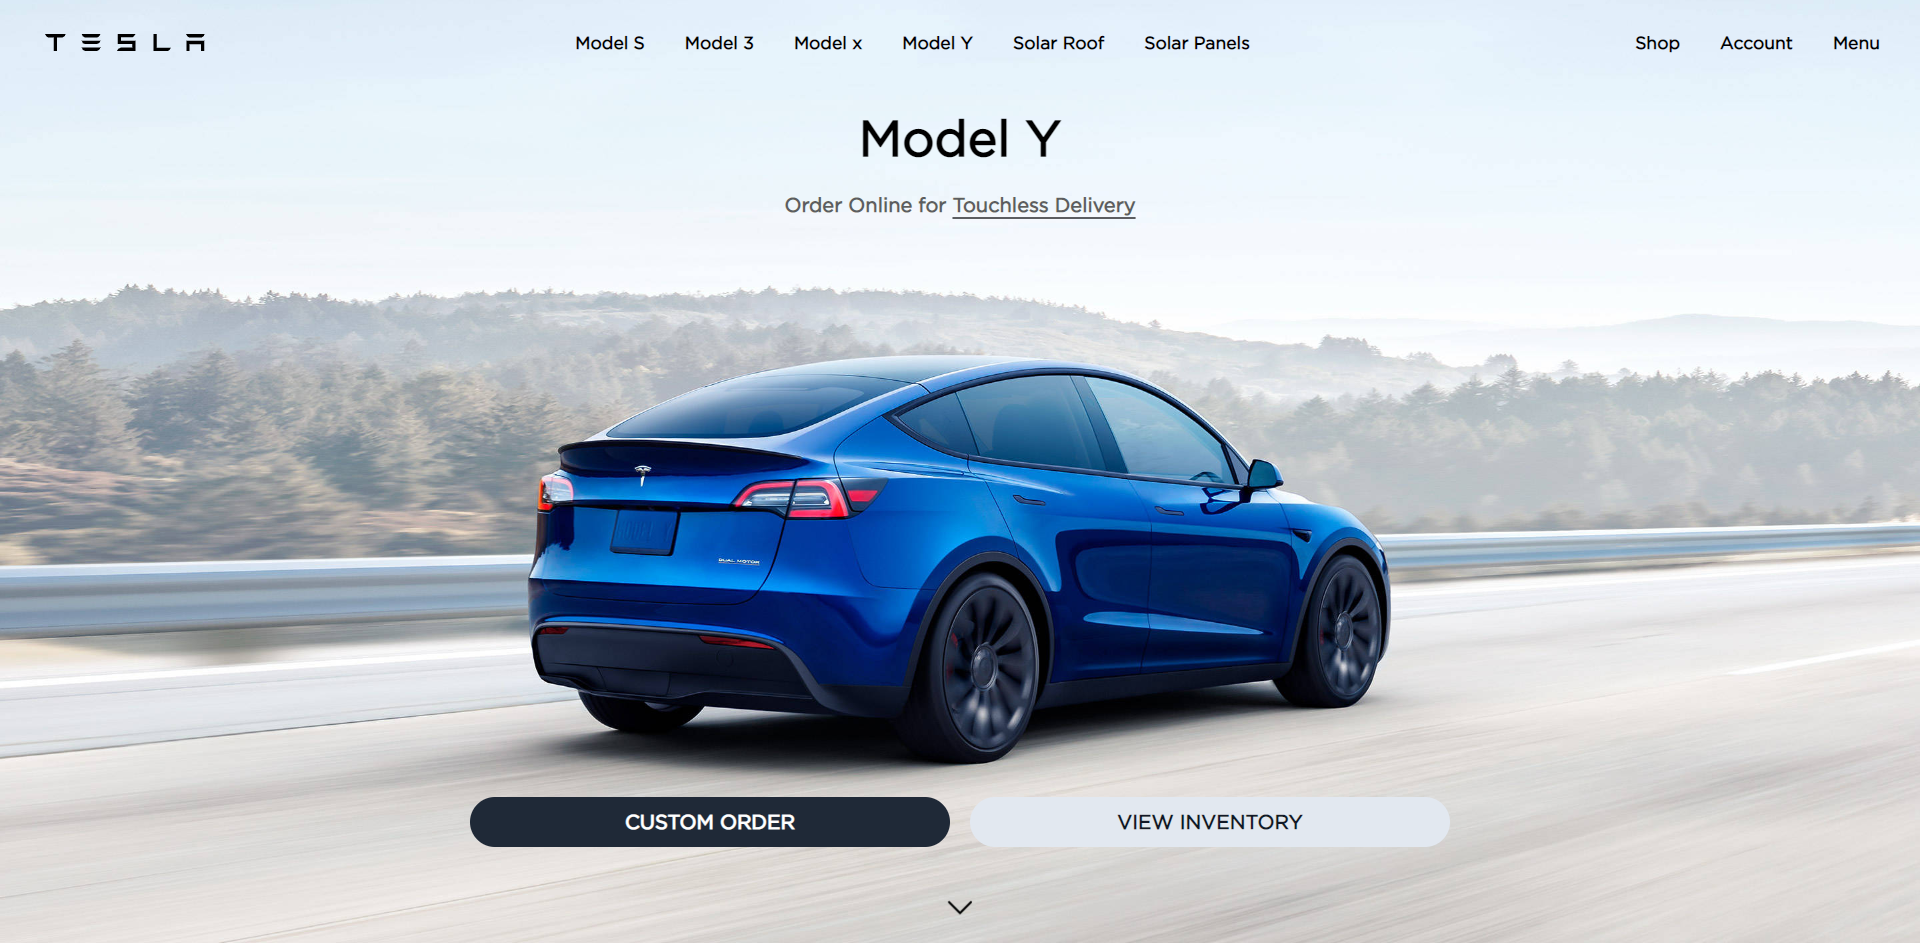 TESLA
Model S Model 3 Model x Model Y Solar Roof Solar Panels
Shop Account Menu
Model Y
Order Online for Touchless Delivery
DUAL MOTOR
CUSTOM ORDER
VIEW INVENTORY